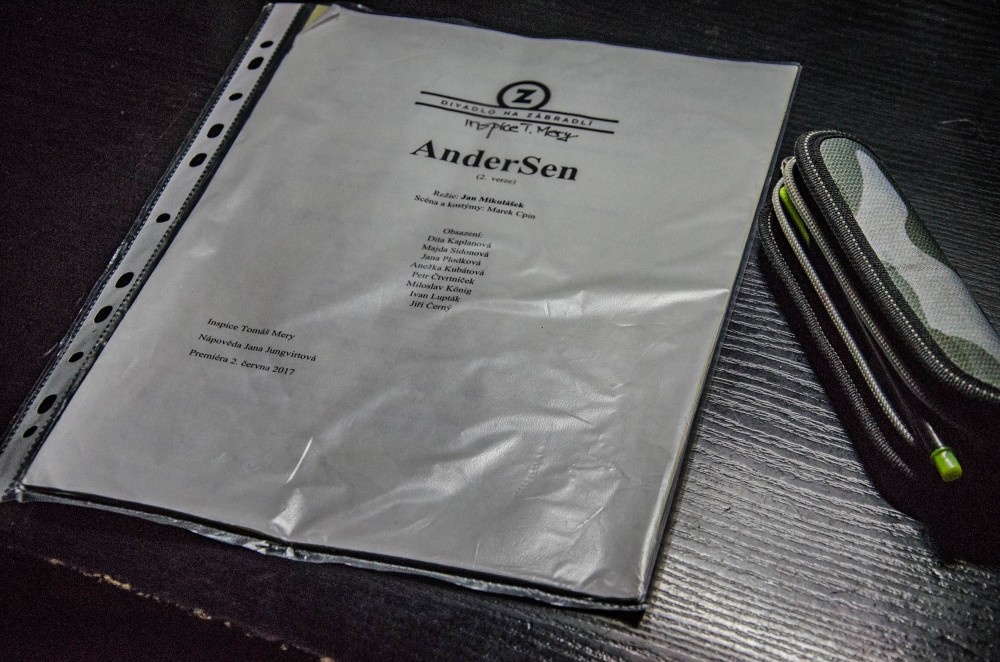 Z
DIVADLO NA ZÁBRADLÍ
Inspice T. Mery
AnderSen
(2. verze)
Režie: Jan Mikulášek
Scéna a kostýmy: Marek Cpin
Obsazení:
Dita Kaplanová
Majda Sidonová
Jana Plodková
Anežka Kubátová
Petr Čtvrtníček
Miloslav König
Ivan Lupták
Jiří Černý
Inspice Tomáš Mery
Nápověda Jana Jungvirtová
Premiéra 2. června 2017